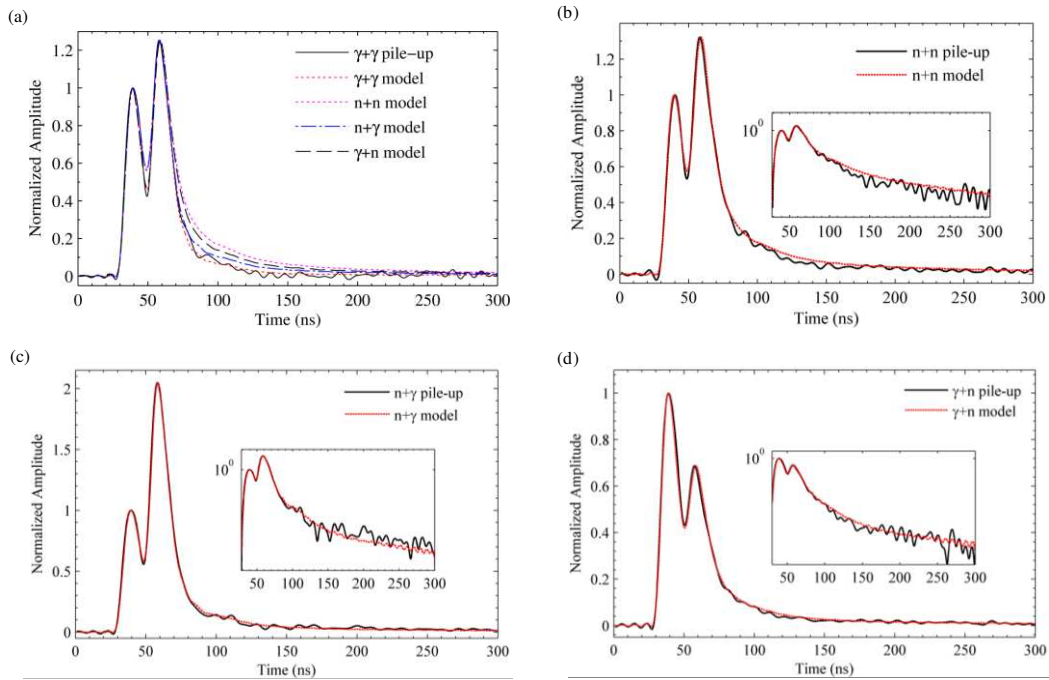 (a)
Normalized Amplitude
1.2
1
0.8
0.6
0.4
0.2
0
0 50 100 150 200 250 300
Time (ns)
γ+γ pile−up
γ+γ model
n+n model
n+γ model
γ+n model
(b)
Normalized Amplitude
1.2
1
0.8
0.6
0.4
0.2
0
0 50 100 150 200 250 300
Time (ns)
n+n pile-up
n+n model
10⁰
50 100 150 200 250 300
(c)
Normalized Amplitude
2
1.5
1
0.5
0
0 50 100 150 200 250 300
Time (ns)
n+γ pile-up
n+γ model
10⁰
50 100 150 200 250 300
(d)
Normalized Amplitude
1
0.8
0.6
0.4
0.2
0
0 50 100 150 200 250 300
Time (ns)
γ+n pile-up
γ+n model
10⁰
50 100 150 200 250 300